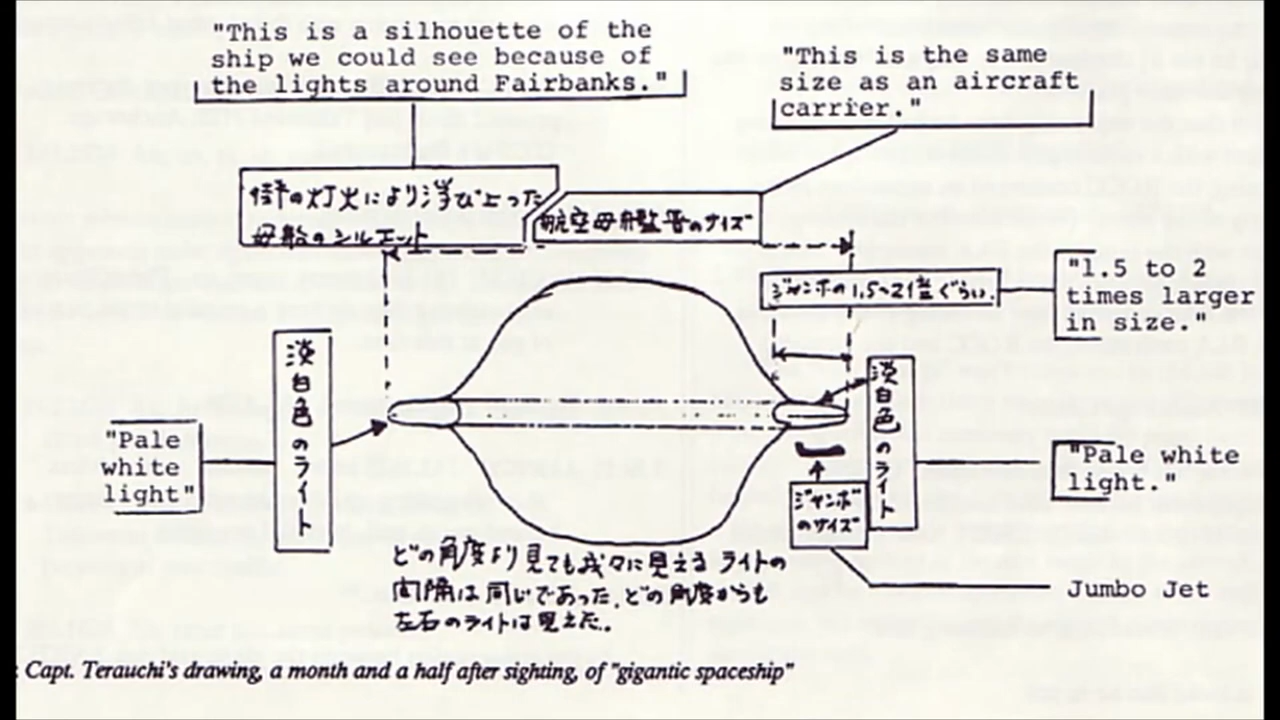 "This is a silhouette of the
ship we could see because of
the lights around Fairbanks."
"This is the same
size as an aircraft
carrier."
灯火により浮び上った
母船のシルエット
航空母艦 のサイズ
ジャンボの1.5~2倍ぐらい.
"1.5 to 2
times larger
in size."
淡白色のライト
"Pale
white
light"
淡白色のライト
"Pale white
light."
ジャンボ
のサイズ
Jumbo Jet
どの角度より見ても我々に見えるライトの
間隔は同じであった.どの角度からも
左右のライトは見えた.
: Capt. Terauchi's drawing, a month and a half after sighting, of "gigantic spaceship"